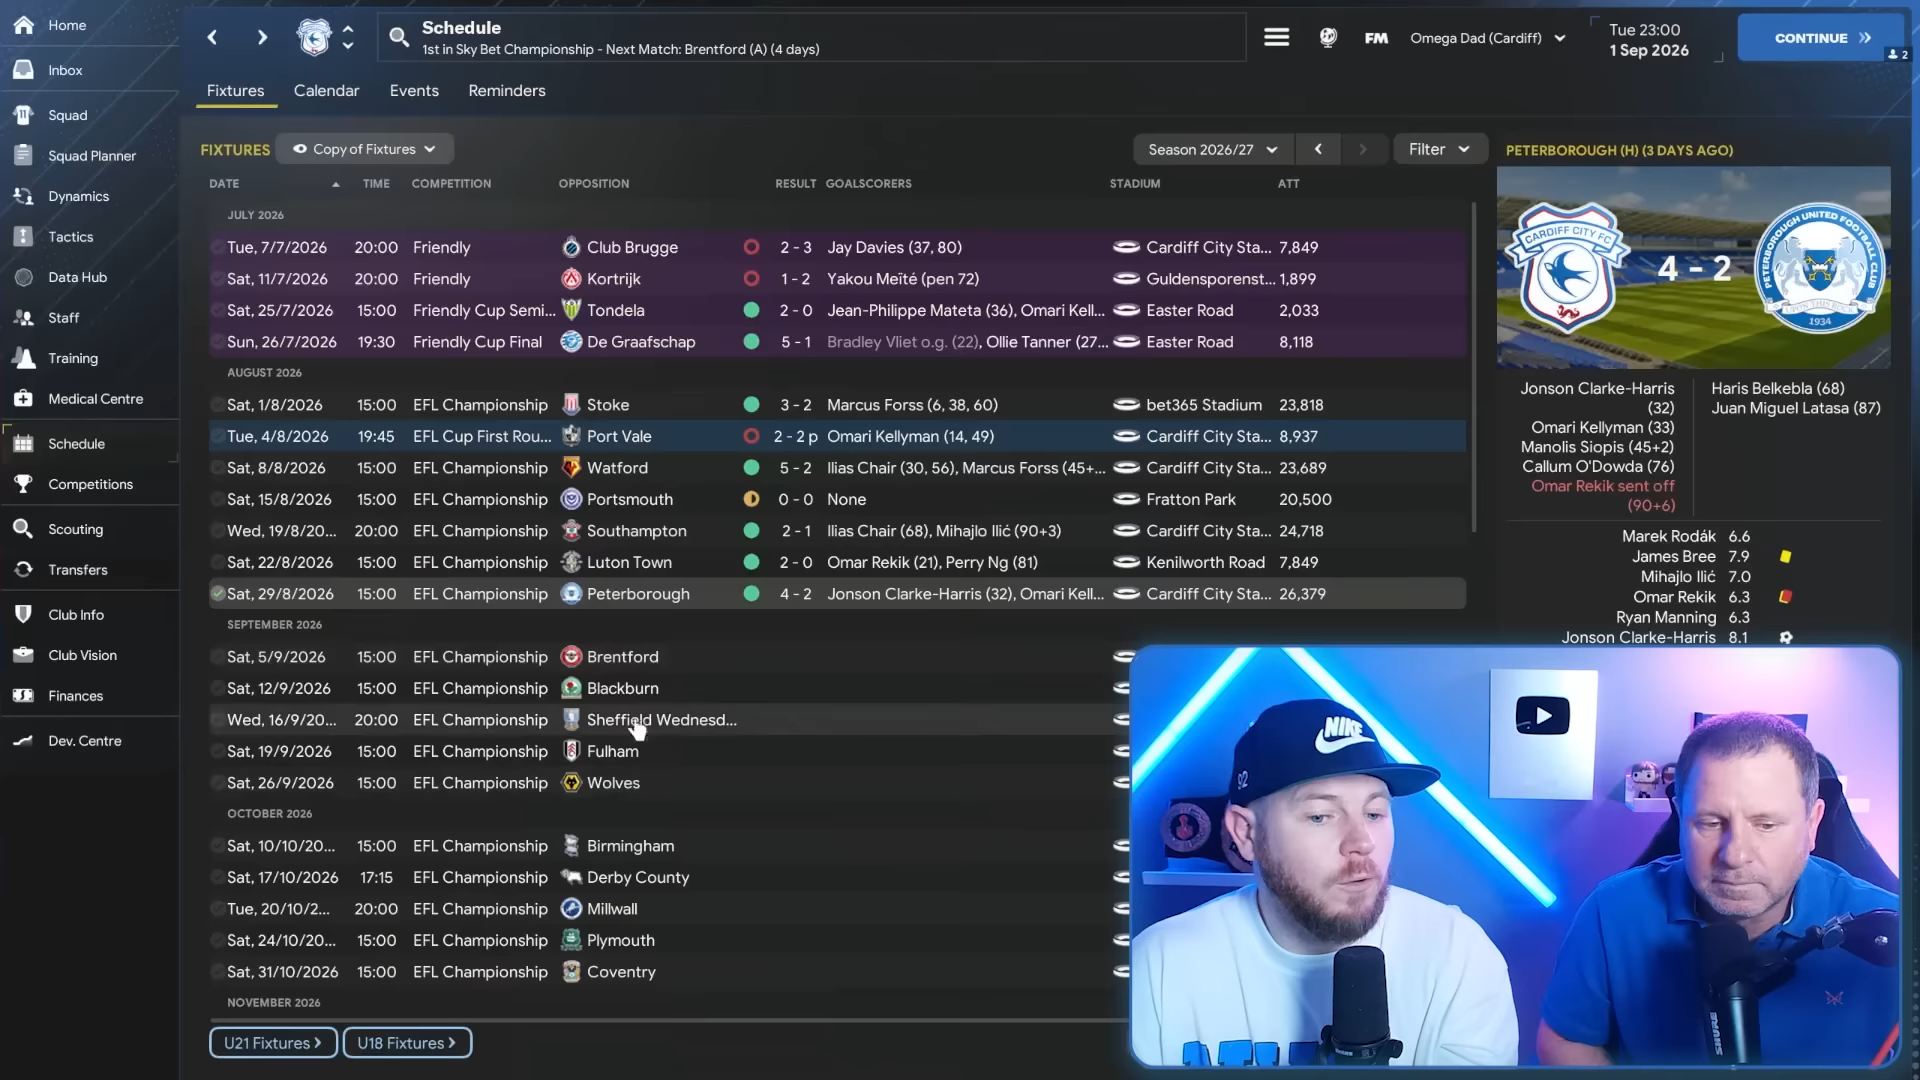 Home
Inbox
Squad
Squad Planner
Dynamics
Tactics
Data Hub
Staff
Training
Medical Centre
Schedule
Competitions
Scouting
Transfers
Club Info
Club Vision
Finances
Dev. Centre
Schedule
1st in Sky Bet Championship - Next Match: Brentford (A) (4 days)
FM
Omega Dad (Cardiff)
Tue 23:00
1 Sep 2026
CONTINUE
2
Fixtures Calendar Events Reminders
FIXTURES Copy of Fixtures Season 2026/27 Filter
DATE TIME COMPETITION OPPOSITION RESULT GOALSCORERS STADIUM ATT
JULY 2026
Tue, 7/7/2026 20:00 Friendly Club Brugge 2 - 3 Jay Davies (37, 80) Cardiff City Sta... 7,849
Sat, 11/7/2026 20:00 Friendly Kortrijk 1 - 2 Yakou Meïté (pen 72) Guldensporenst... 1,899
Sat, 25/7/2026 15:00 Friendly Cup Semi... Tondela 2 - 0 Jean-Philippe Mateta (36), Omari Kell... Easter Road 2,033
Sun, 26/7/2026 19:30 Friendly Cup Final De Graafschap 5 - 1 Bradley Vliet o.g. (22), Ollie Tanner (27... Easter Road 8,118
AUGUST 2026
Sat, 1/8/2026 15:00 EFL Championship Stoke 3 - 2 Marcus Forss (6, 38, 60) bet365 Stadium 23,818
Tue, 4/8/2026 19:45 EFL Cup First Rou... Port Vale 2 - 2 p Omari Kellyman (14, 49) Cardiff City Sta... 8,937
Sat, 8/8/2026 15:00 EFL Championship Watford 5 - 2 Ilias Chair (30, 56), Marcus Forss (45+... Cardiff City Sta... 23,689
Sat, 15/8/2026 15:00 EFL Championship Portsmouth 0 - 0 None Fratton Park 20,500
Wed, 19/8/20... 20:00 EFL Championship Southampton 2 - 1 Ilias Chair (68), Mihajlo Ilić (90+3) Cardiff City Sta... 24,718
Sat, 22/8/2026 15:00 EFL Championship Luton Town 2 - 0 Omar Rekik (21), Perry Ng (81) Kenilworth Road 7,849
Sat, 29/8/2026 15:00 EFL Championship Peterborough 4 - 2 Jonson Clarke-Harris (32), Omari Kell... Cardiff City Sta... 26,379
SEPTEMBER 2026
Sat, 5/9/2026 15:00 EFL Championship Brentford
Sat, 12/9/2026 15:00 EFL Championship Blackburn
Wed, 16/9/20... 20:00 EFL Championship Sheffield Wednesd...
Sat, 19/9/2026 15:00 EFL Championship Fulham
Sat, 26/9/2026 15:00 EFL Championship Wolves
OCTOBER 2026
Sat, 10/10/20... 15:00 EFL Championship Birmingham
Sat, 17/10/2026 17:15 EFL Championship Derby County
Tue, 20/10/2... 20:00 EFL Championship Millwall
Sat, 24/10/20... 15:00 EFL Championship Plymouth
Sat, 31/10/2026 15:00 EFL Championship Coventry
NOVEMBER 2026
U21 Fixtures U18 Fixtures
PETERBOROUGH (H) (3 DAYS AGO)
CARDIFF CITY FC
4 - 2
PETERBOROUGH UNITED FOOTBALL CLUB
1934
Jonson Clarke-Harris
(32)
Omari Kellyman (33)
Manolis Siopis (45+2)
Callum O'Dowda (76)
Omar Rekik sent off
(90+6)
Haris Belkebla (68)
Juan Miguel Latasa (87)
Marek Rodák 6.6
James Bree 7.9
Mihajlo Ilić 7.0
Omar Rekik 6.3
Ryan Manning 6.3
Jonson Clarke-Harris 8.1
NIKE
SHURE